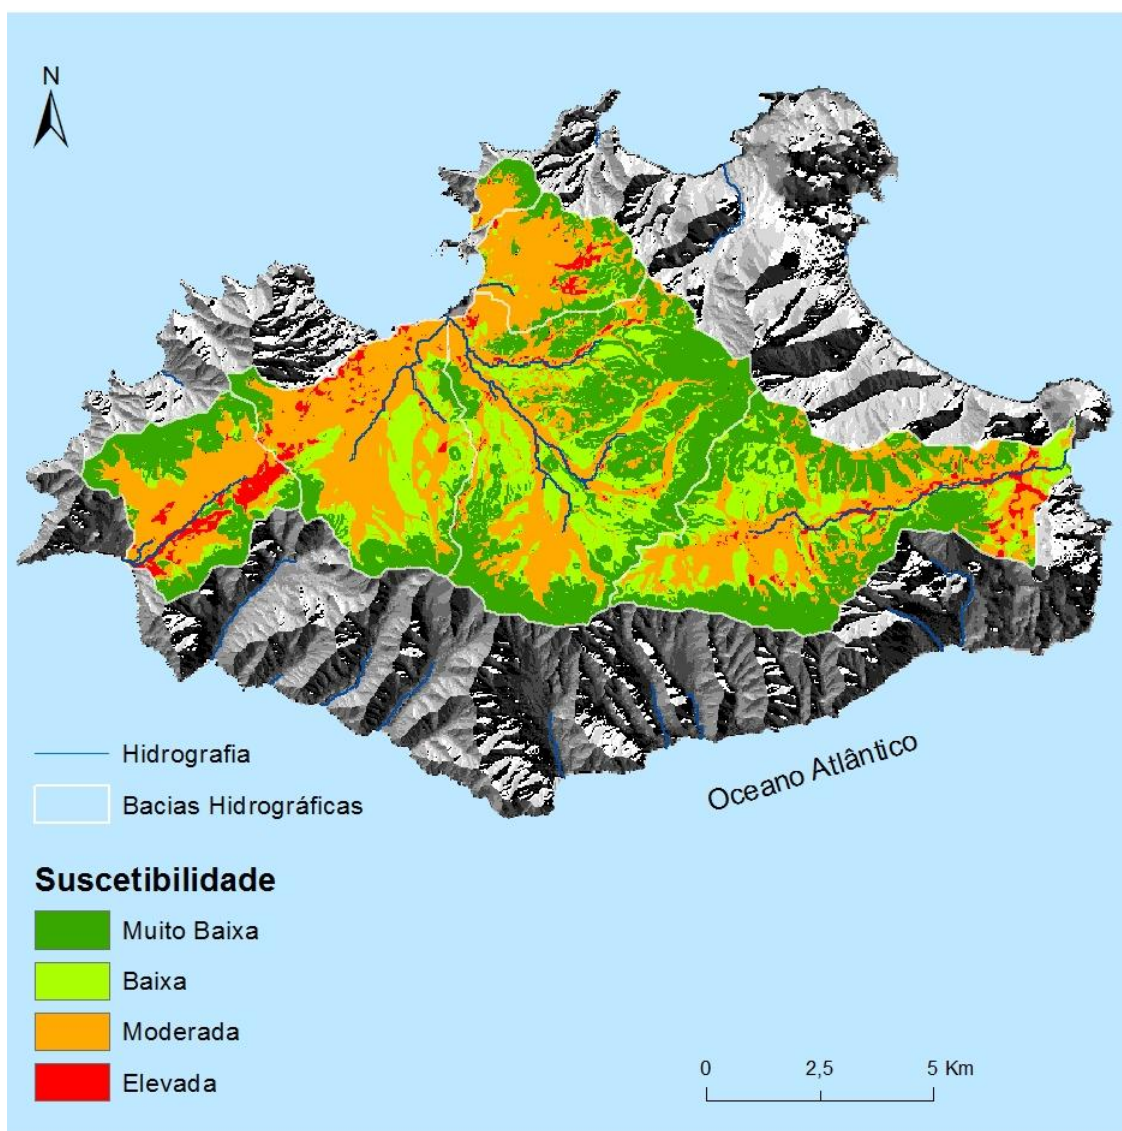 N
Oceano Atlântico
Hidrografia
Bacias Hidrográficas
Suscetibilidade
Muito Baixa
Baixa
Moderada
Elevada
0 2,5 5 Km